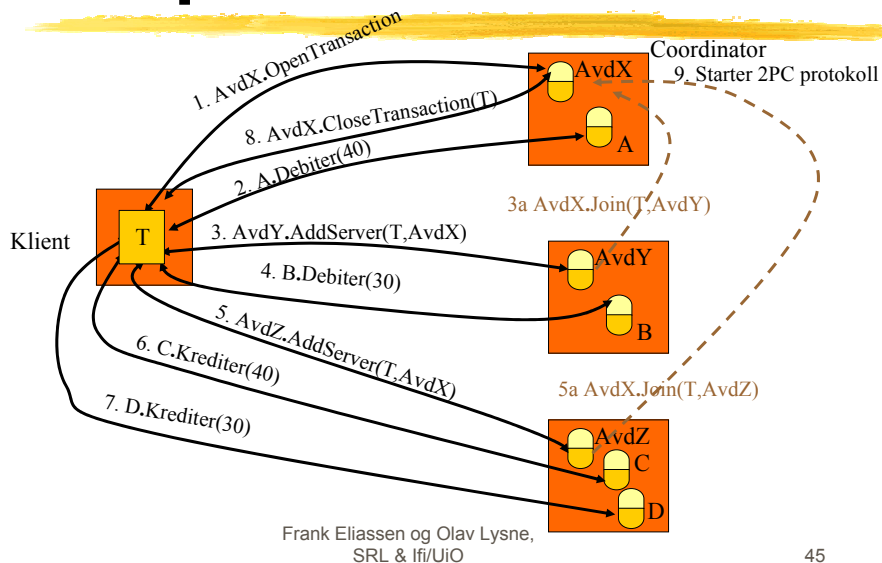 1. AvdX.OpenTransaction
Coordinator
AvdX
9. Starter 2PC protokoll
8. AvdX.CloseTransaction(T)
A
2. A.Debiter(40)
3a AvdX.Join(T,AvdY)
Klient
T
3. AvdY.AddServer(T,AvdX)
AvdY
4. B.Debiter(30)
B
5. AvdZ.AddServer(T,AvdX)
5a AvdX.Join(T,AvdZ)
6. C.Krediter(40)
7. D.Krediter(30)
AvdZ
C
D
Frank Eliassen og Olav Lysne,
SRL & Ifi/UiO
45